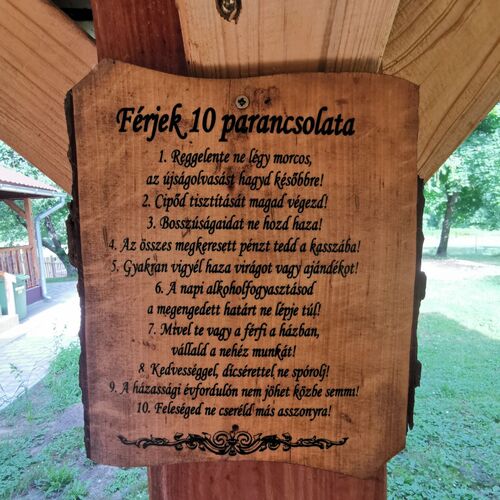 Férjek 10 parancsolata
1. Reggelente ne légy morcos,
az újságolvasást hagyd későbbre!
2. Cipőd tisztítását magad végezd!
3. Bosszúságaidat ne hozd haza!
4. Az összes megkeresett pénzt tedd a kasszába!
5. Gyakran vigyél haza virágot vagy ajándékot!
6. A napi alkoholfogyasztásod
a megengedett határt ne lépje túl!
7. Mivel te vagy a férfi a házban,
vállald a nehéz munkát!
8. Kedvességgel, dícsérettel ne spórolj!
9. A házassági évfordulón nem jöhet közbe semmi!
10. Feleséged ne cseréld más asszonyra!